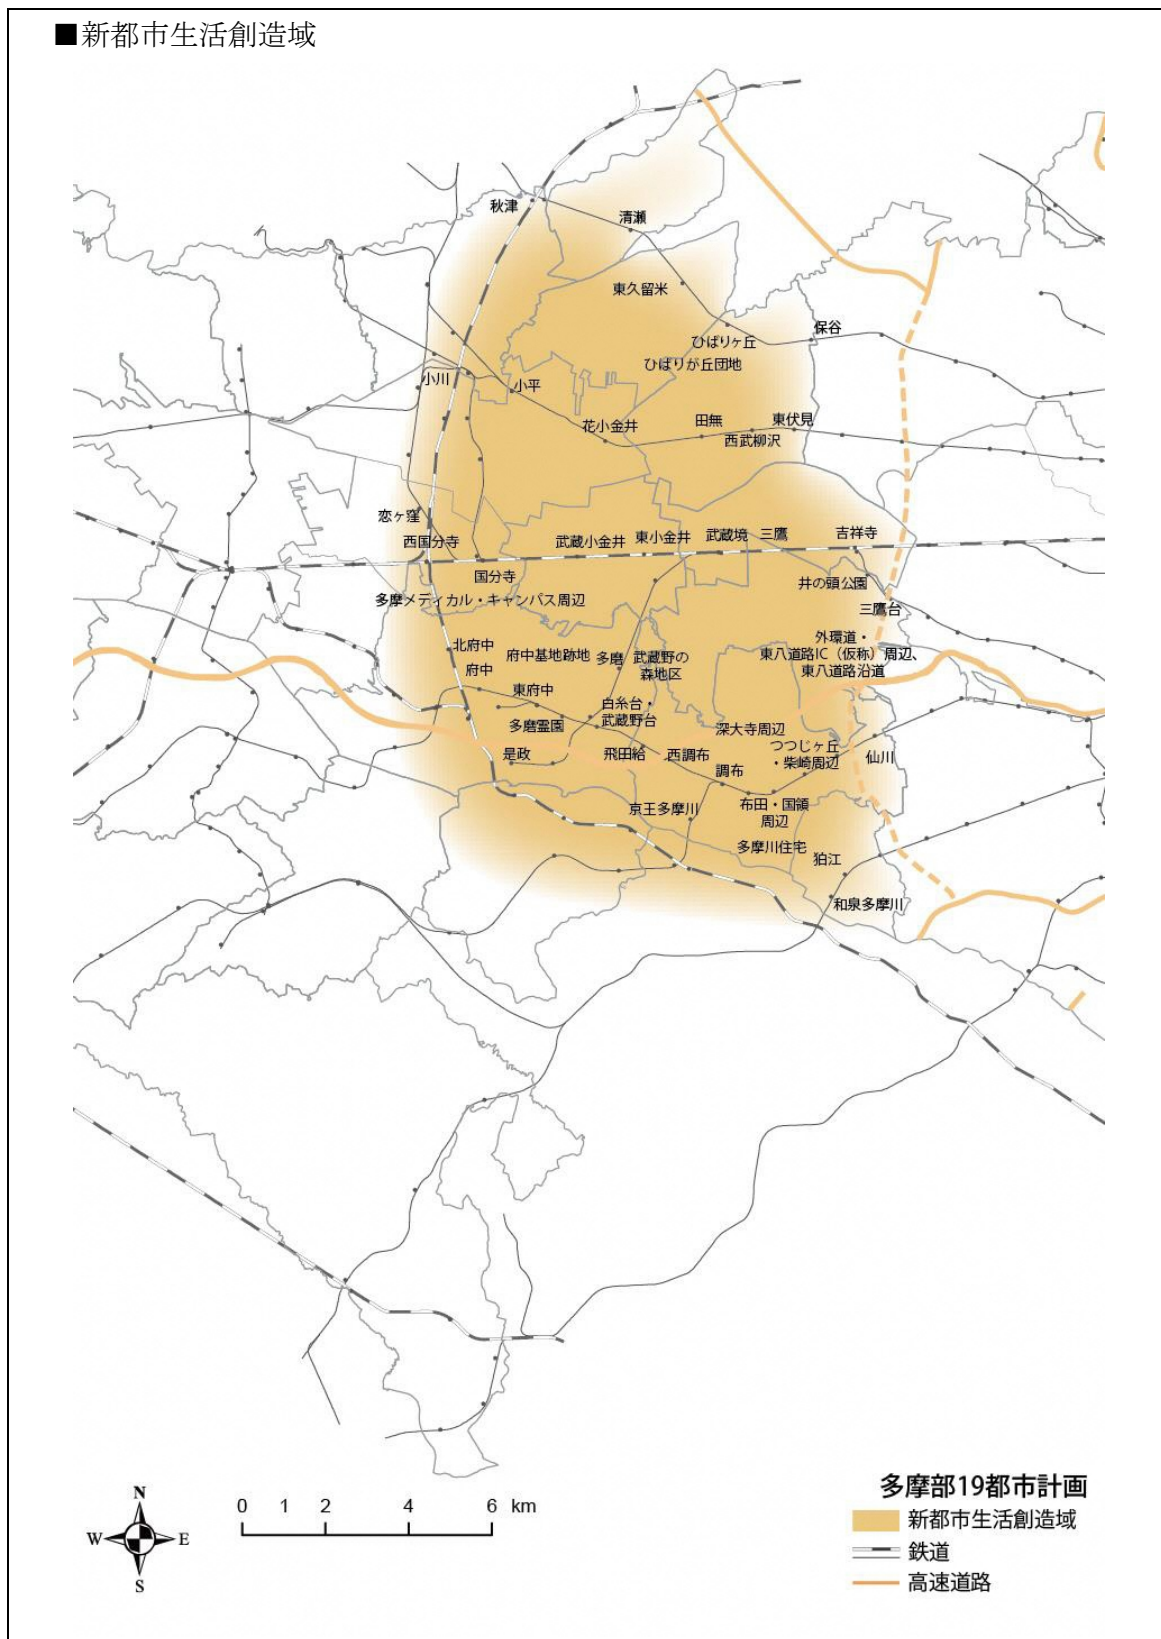 ■新都市生活創造域
秋津
清瀬
東久留米
保谷
ひばりヶ丘
ひばりが丘団地
小川
小平
花小金井
田無
東伏見
西武柳沢
恋ヶ窪
西国分寺
武蔵小金井
東小金井
武蔵境
三鷹
吉祥寺
国分寺
井の頭公園
多摩メディカル・キャンパス周辺
三鷹台
外環道・
東八道路IC（仮称）周辺、
東八道路沿道
北府中
府中基地跡地
多磨
武蔵野の
森地区
府中
東府中
白糸台・
武蔵野台
多磨霊園
深大寺周辺
是政
飛田給
西調布
つつじヶ丘
・柴崎周辺
仙川
調布
京王多摩川
布田・国領
周辺
多摩川住宅
狛江
和泉多摩川
多摩部19都市計画
新都市生活創造域
鉄道
高速道路
N
W
E
S
0 1 2 4 6 km